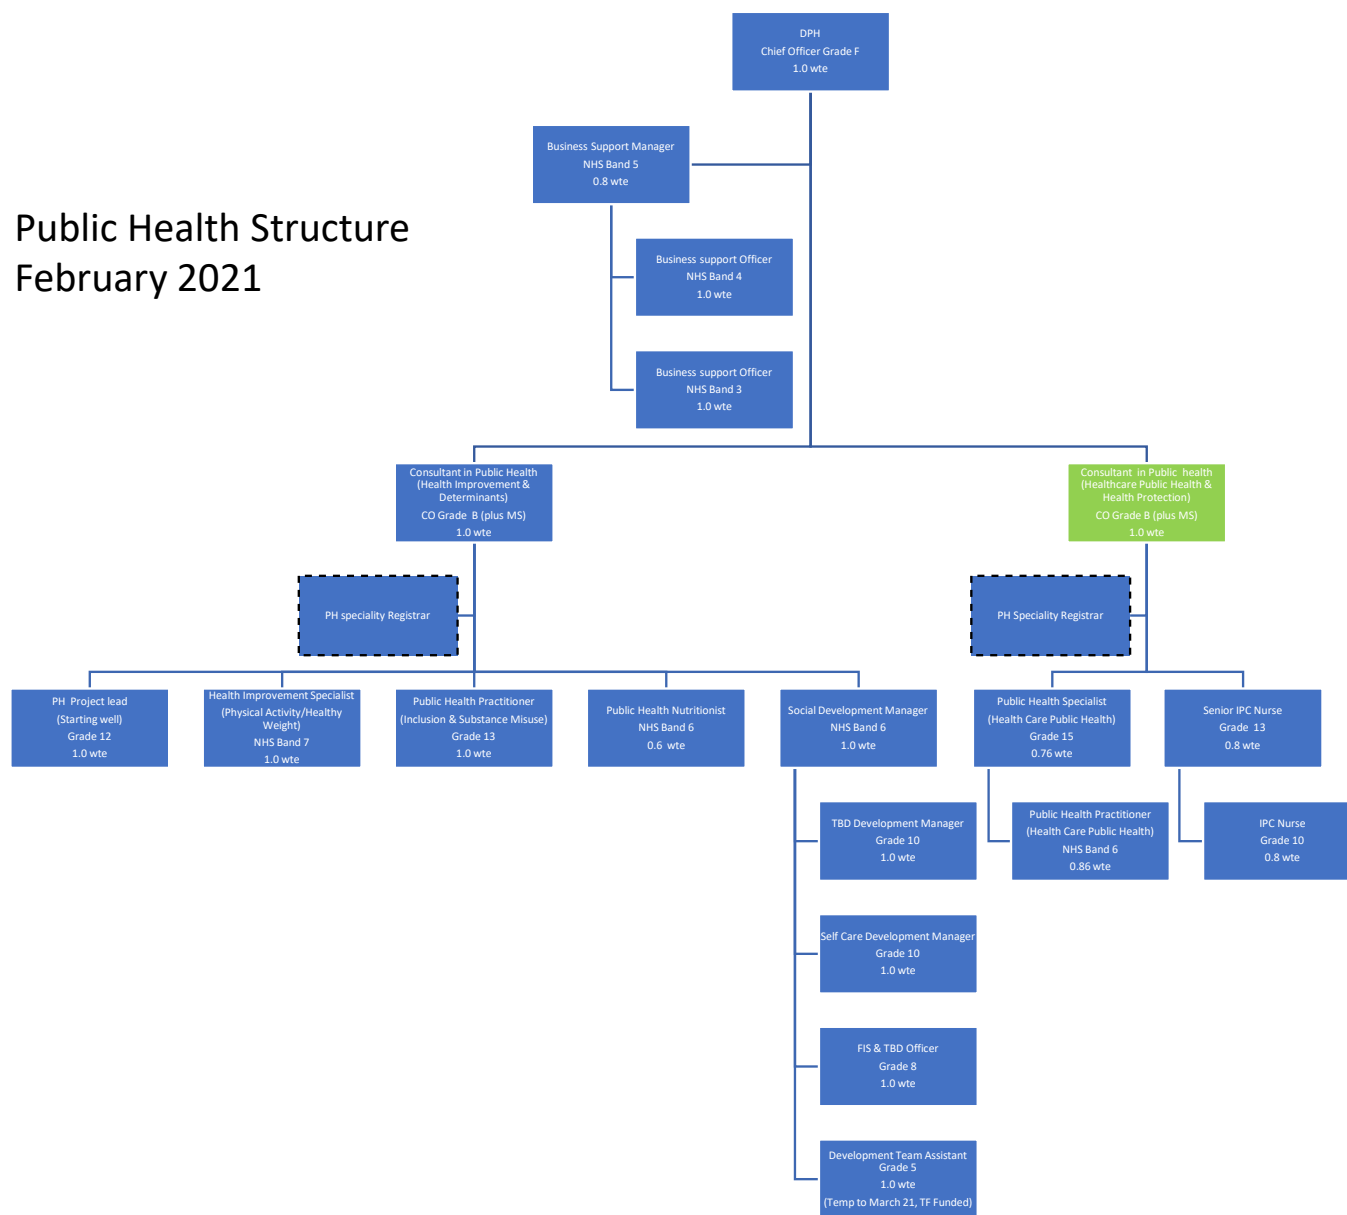 DPH
Chief Officer Grade F
1.0 wte
Business Support Manager
NHS Band 5
0.8 wte
Public Health Structure
February 2021
Business support Officer
NHS Band 4
1.0 wte
Business support Officer
NHS Band 3
1.0 wte
Consultant in Public Health
(Health Improvement &
Determinants)
CO Grade B (plus MS)
1.0 wte
Consultant in Public health
(Healthcare Public Health &
Health Protection)
CO Grade B (plus MS)
1.0 wte
PH speciality Registrar
PH Speciality Registrar
PH Project lead
(Starting well)
Grade 12
1.0 wte
Health Improvement Specialist
(Physical Activity/Healthy
Weight)
NHS Band 7
1.0 wte
Public Health Practitioner
(Inclusion & Substance Misuse)
Grade 13
1.0 wte
Public Health Nutritionist
NHS Band 6
0.6 wte
Social Development Manager
NHS Band 6
1.0 wte
Public Health Specialist
(Health Care Public Health)
Grade 15
0.76 wte
Senior IPC Nurse
Grade 13
0.8 wte
TBD Development Manager
Grade 10
1.0 wte
Public Health Practitioner
(Health Care Public Health)
NHS Band 6
0.86 wte
IPC Nurse
Grade 10
0.8 wte
Self Care Development Manager
Grade 10
1.0 wte
FIS & TBD Officer
Grade 8
1.0 wte
Development Team Assistant
Grade 5
1.0 wte
(Temp to March 21, TF Funded)